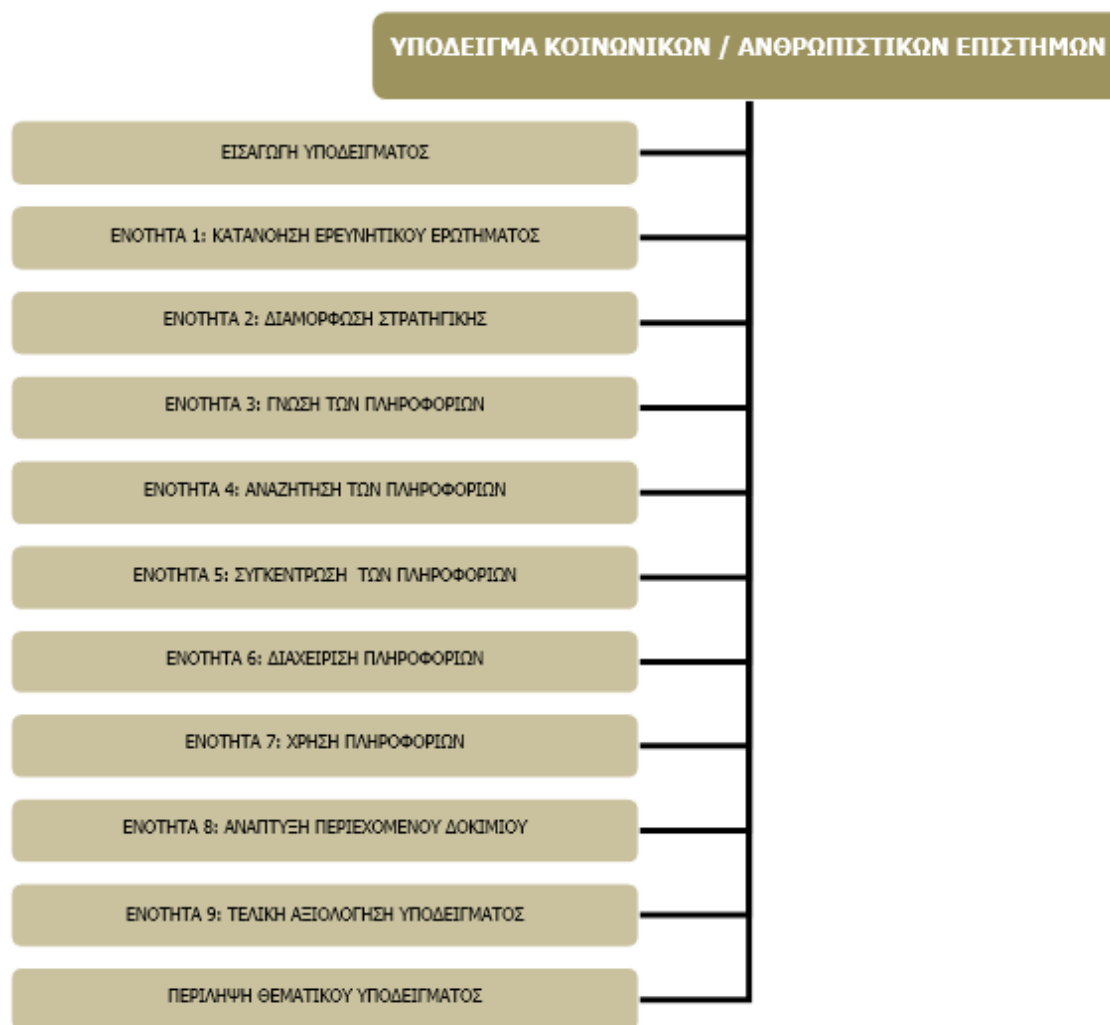 ΥΠΟΔΕΙΓΜΑ ΚΟΙΝΩΝΙΚΩΝ / ΑΝΘΡΩΠΙΣΤΙΚΩΝ ΕΠΙΣΤΗΜΩΝ
ΕΙΣΑΓΩΓΗ ΥΠΟΔΕΙΓΜΑΤΟΣ
ΕΝΟΤΗΤΑ 1: ΚΑΤΑΝΟΗΣΗ ΕΡΕΥΝΗΤΙΚΟΥ ΕΡΩΤΗΜΑΤΟΣ
ΕΝΟΤΗΤΑ 2: ΔΙΑΜΟΡΦΩΣΗ ΣΤΡΑΤΗΓΙΚΗΣ
ΕΝΟΤΗΤΑ 3: ΓΝΩΣΗ ΤΩΝ ΠΛΗΡΟΦΟΡΙΩΝ
ΕΝΟΤΗΤΑ 4: ΑΝΑΖΗΤΗΣΗ ΤΩΝ ΠΛΗΡΟΦΟΡΙΩΝ
ΕΝΟΤΗΤΑ 5: ΣΥΓΚΕΝΤΡΩΣΗ ΤΩΝ ΠΛΗΡΟΦΟΡΙΩΝ
ΕΝΟΤΗΤΑ 6: ΔΙΑΧΕΙΡΙΣΗ ΠΛΗΡΟΦΟΡΙΩΝ
ΕΝΟΤΗΤΑ 7: ΧΡΗΣΗ ΠΛΗΡΟΦΟΡΙΩΝ
ΕΝΟΤΗΤΑ 8: ΑΝΑΠΤΥΞΗ ΠΕΡΙΕΧΟΜΕΝΟΥ ΔΟΚΙΜΙΟΥ
ΕΝΟΤΗΤΑ 9: ΤΕΛΙΚΗ ΑΞΙΟΛΟΓΗΣΗ ΥΠΟΔΕΙΓΜΑΤΟΣ
ΠΕΡΙΛΗΨΗ ΘΕΜΑΤΙΚΟΥ ΥΠΟΔΕΙΓΜΑΤΟΣ